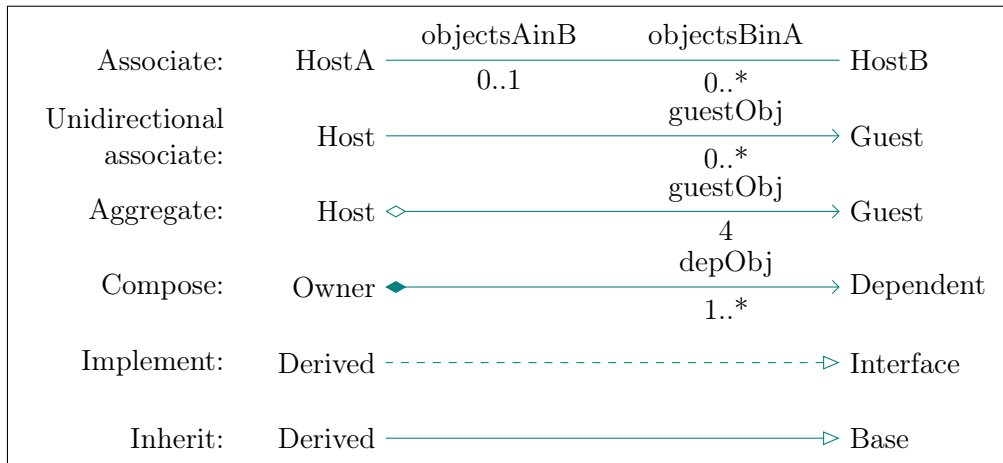 objectsAinB objectsBinA
Associate: HostA HostB
0..1 0..*
Unidirectional guestObj
associate: Host Guest
0..*
guestObj
Aggregate: Host Guest
4
depObj
Compose: Owner Dependent
1..*
Implement: Derived Interface
Inherit: Derived Base